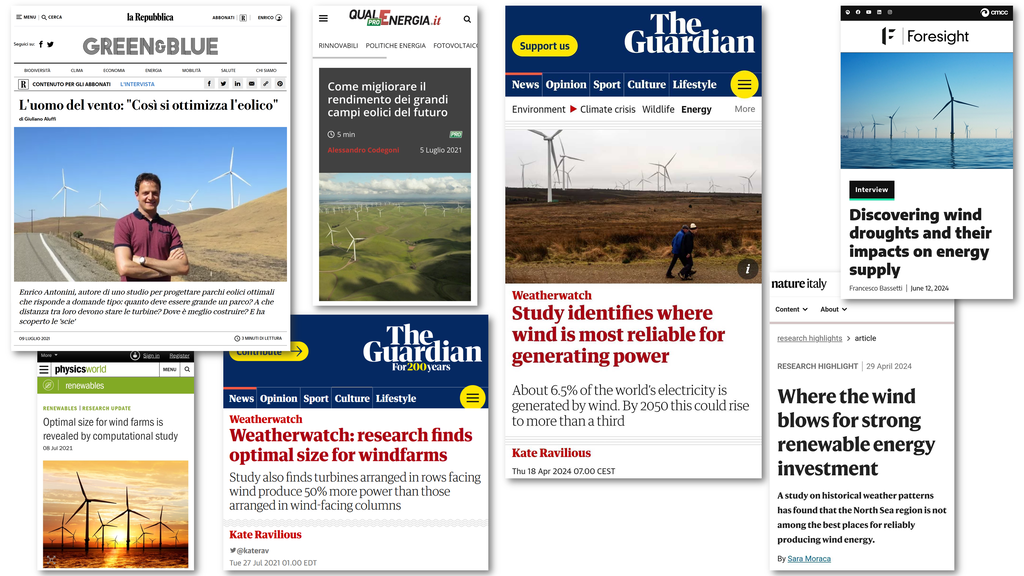 MENU
CERCA
la Repubblica
ABBONATI
R
ENRICO
Seguici su:
GREEN&BLUE
BIODIVERSITÀ CLIMA ECONOMIA ENERGIA MOBILITÀ SALUTE CHI SIAMO
R CONTENUTO PER GLI ABBONATI L'INTERVISTA
L'uomo del vento: "Così si ottimizza l'eolico"
di Giuliano Aluffi
Enrico Antonini, autore di uno studio per progettare parchi eolici ottimali
che risponde a domande tipo: quanto deve essere grande un parco? A che
distanza tra loro devono stare le turbine? Dove è meglio costruire? E ha
scoperto le 'scie'
09 LUGLIO 2021
3 MINUTI DI LETTURA
QUALENERGIA.it
PRO
RINNOVABILI POLITICHE ENERGIA FOTOVOLTAIC
Come migliorare il
rendimento dei grandi
campi eolici del futuro
5 min
PRO
Alessandro Codegoni
5 Luglio 2021
Support us
The
Guardian
News Opinion Sport Culture Lifestyle
Environment Climate crisis Wildlife Energy More
i
Weatherwatch
Study identifies where
wind is most reliable for
generating power
About 6.5% of the world's electricity is
generated by wind. By 2050 this could rise
to more than a third
Kate Ravilious
Thu 18 Apr 2024 07.00 CEST
cmcc
Foresight
Interview
Discovering wind
droughts and their
impacts on energy
supply
Francesco Bassetti | June 12, 2024
More
Sign in
Register
physicsworld
MENU
renewables
RENEWABLES | RESEARCH UPDATE
Optimal size for wind farms is
revealed by computational study
08 Jul 2021
Contribute
The
Guardian
For 200 years
News Opinion Sport Culture Lifestyle
Weatherwatch
Weatherwatch: research finds
optimal size for windfarms
Study also finds turbines arranged in rows facing
wind produce 50% more power than those
arranged in wind-facing columns
Kate Ravilious
@katerav
Tue 27 Jul 2021 01.00 EDT
nature italy
Content About
research highlights > article
RESEARCH HIGHLIGHT | 29 April 2024
Where the wind
blows for strong
renewable energy
investment
A study on historical weather patterns
has found that the North Sea region is not
among the best places for reliably
producing wind energy.
By Sara Moraca